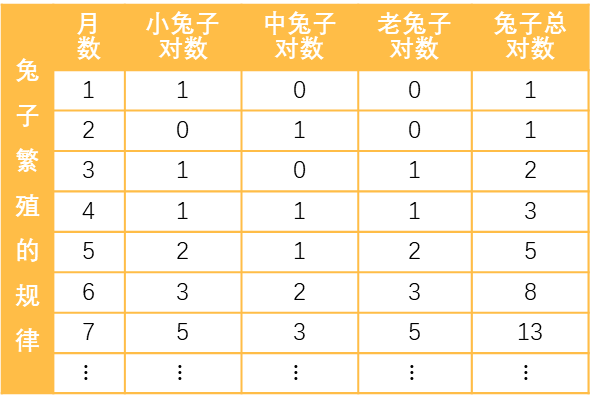 兔子繁殖的规律
月数 小兔子对数 中兔子对数 老兔子对数 兔子总对数
1 1 0 0 1
2 0 1 0 1
3 1 0 1 2
4 1 1 1 3
5 2 1 2 5
6 3 2 3 8
7 5 3 5 13
⋮ ⋮ ⋮ ⋮ ⋮